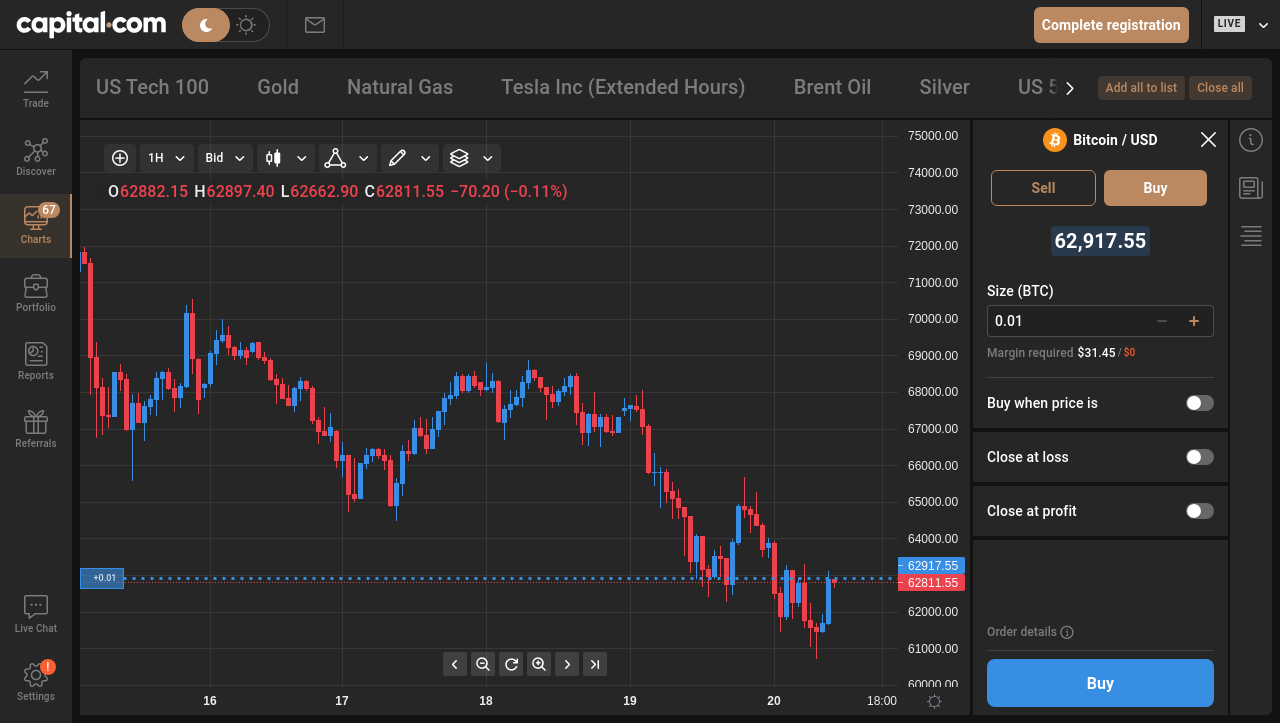 capital.com
Complete registration
LIVE
Trade
Discover
67
Charts
Portfolio
Reports
Referrals
Live Chat
!
Settings
US Tech 100 Gold Natural Gas Tesla Inc (Extended Hours) Brent Oil Silver US 5
Add all to list Close all
1H Bid
O62882.15 H62897.40 L62662.90 C62811.55 −70.20 (−0.11%)
75000.00
74000.00
73000.00
72000.00
71000.00
70000.00
69000.00
68000.00
67000.00
66000.00
65000.00
64000.00
62917.55
62811.55
62000.00
61000.00
60000.00
+0.01
16 17 18 19 20 18:00
Bitcoin / USD
Sell Buy
62,917.55
Size (BTC)
0.01
Margin required $31.45 / $0
Buy when price is
Close at loss
Close at profit
Order details
Buy